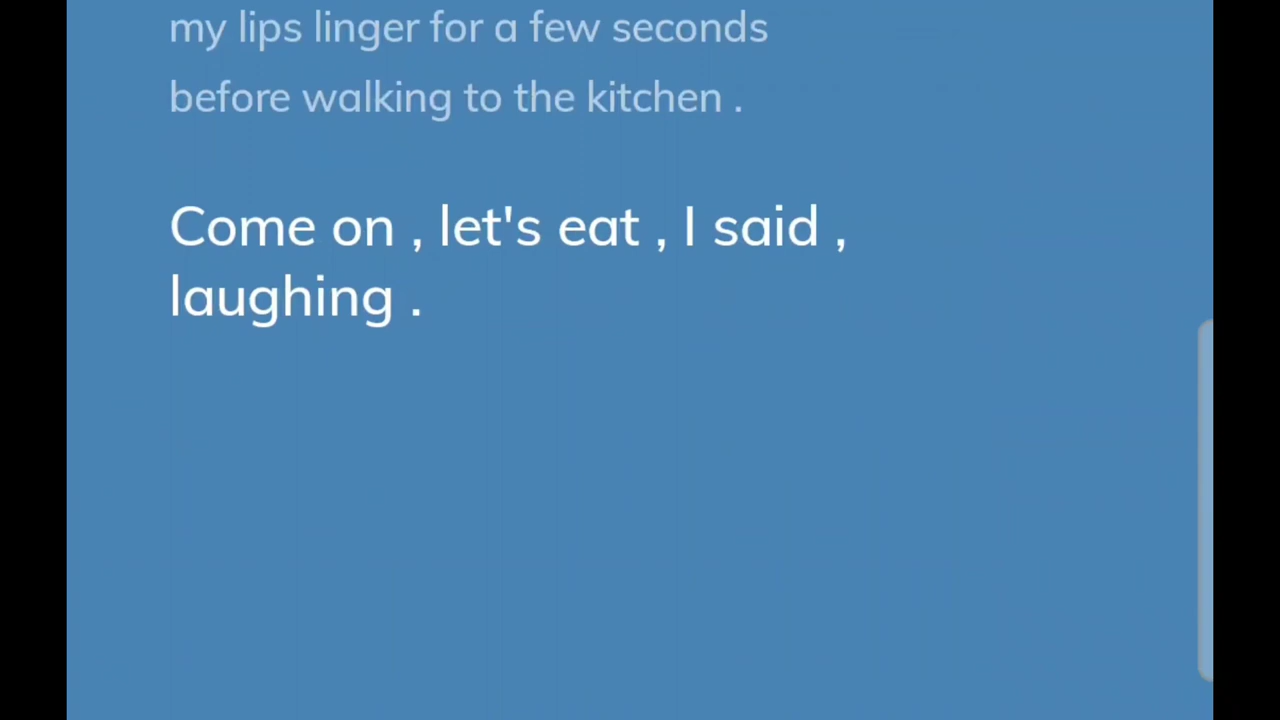 my lips linger for a few seconds
before walking to the kitchen .
Come on , let's eat , I said ,
laughing .